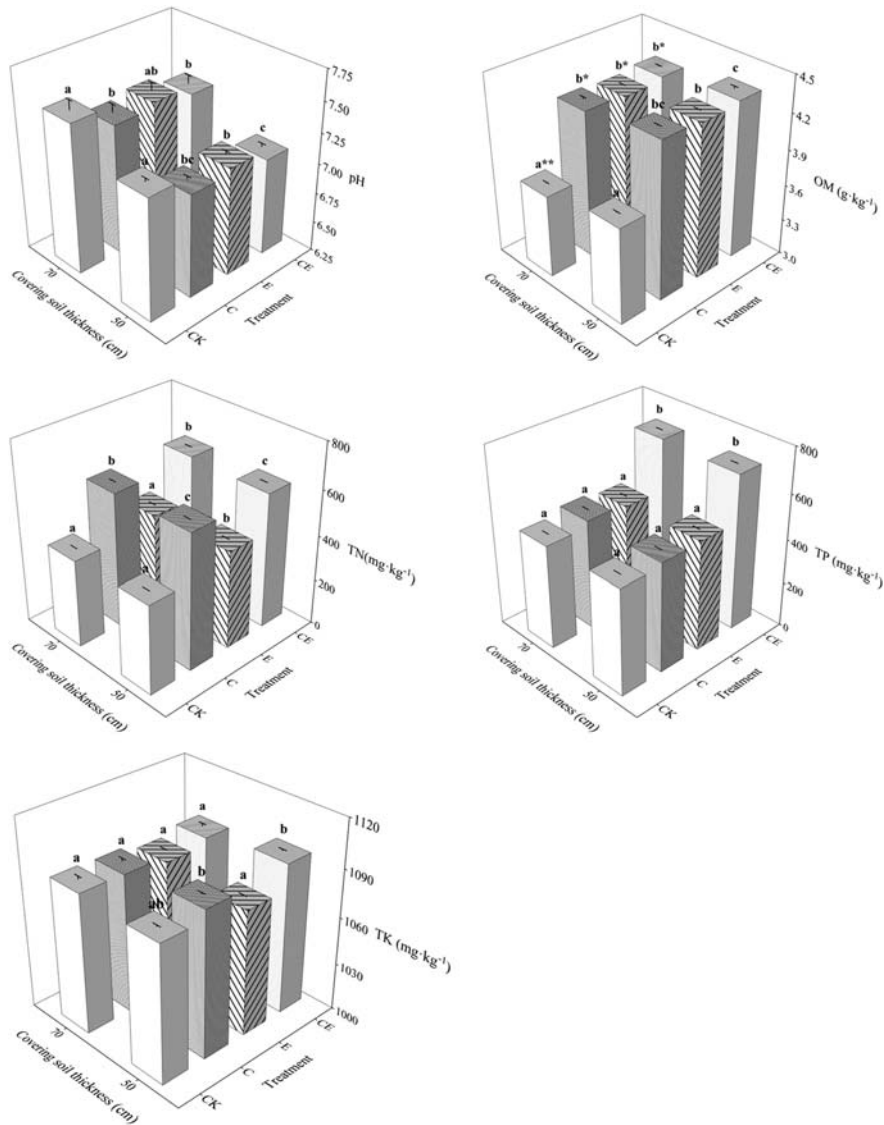 7.75
7.50
7.25
7.00
6.75
6.50
6.25
pH
a
b
ab
b
a
bc
b
c
70
50
Covering soil thickness (cm)
CK
C
E
CE
Treatment
4.5
4.2
3.9
3.6
3.3
3.0
OM (g·kg⁻¹)
a**
b*
b*
b*
a
bc
b
c
70
50
Covering soil thickness (cm)
CK
C
E
CE
Treatment
800
600
400
200
0
TN(mg·kg⁻¹)
a
b
a
b
a
c
b
c
70
50
Covering soil thickness (cm)
CK
C
E
CE
Treatment
800
600
400
200
0
TP (mg·kg⁻¹)
a
a
a
b
a
a
a
b
70
50
Covering soil thickness (cm)
CK
C
E
CE
Treatment
1120
1090
1060
1030
1000
TK (mg·kg⁻¹)
a
a
a
a
ab
b
a
b
70
50
Covering soil thickness (cm)
CK
C
E
CE
Treatment